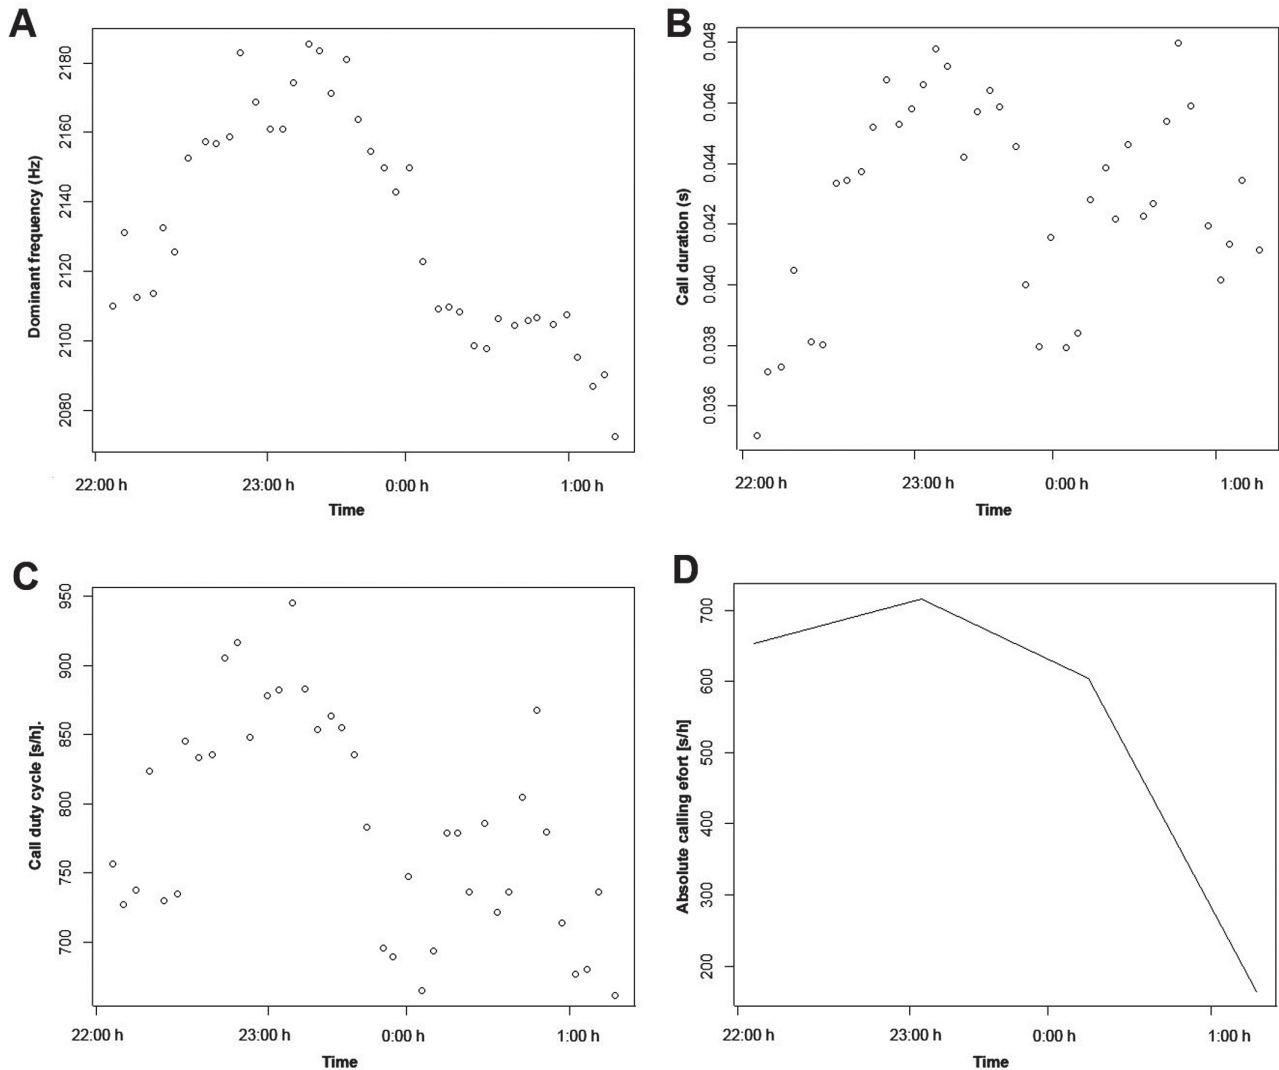 A
2180
2160
2140
2120
2100
2080
Dominant frequency (Hz)
22:00 h 23:00 h 0:00 h 1:00 h
Time
B
0.048
0.046
0.044
0.042
0.040
0.038
0.036
Call duration (s)
22:00 h 23:00 h 0:00 h 1:00 h
Time
C
950
900
850
800
750
700
Call duty cycle [s/h].
22:00 h 23:00 h 0:00 h 1:00 h
Time
D
700
600
500
400
300
200
Absolute calling efort [s/h]
22:00 h 23:00 h 0:00 h 1:00 h
Time